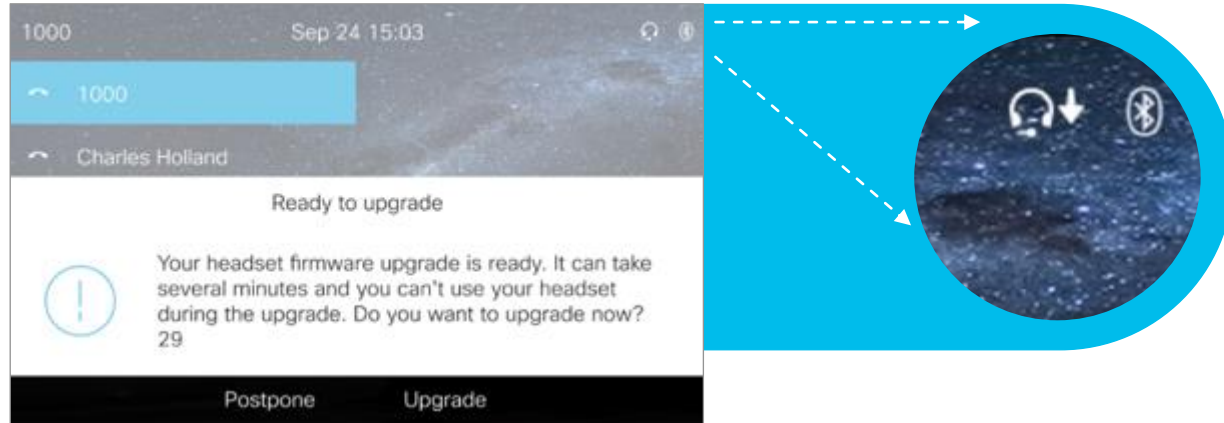 1000 Sep 24 15:03
1000
Charles Holland
Ready to upgrade
Your headset firmware upgrade is ready. It can take
several minutes and you can't use your headset
during the upgrade. Do you want to upgrade now?
29
Postpone Upgrade